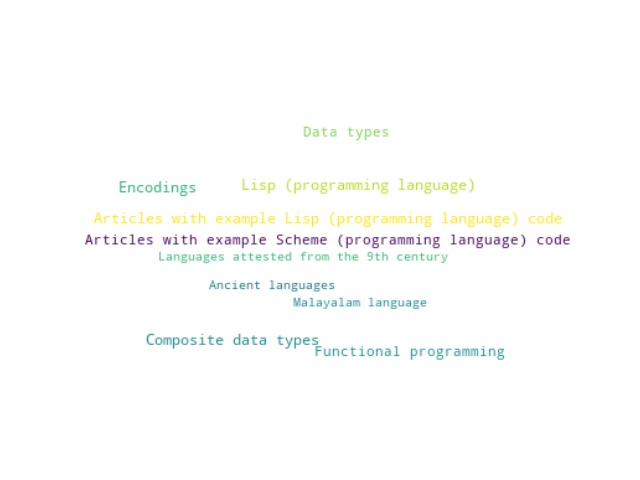 Data types
Encodings
Lisp (programming language)
Articles with example Lisp (programming language) code
Articles with example Scheme (programming language) code
Languages attested from the 9th century
Ancient languages
Malayalam language
Composite data types
Functional programming